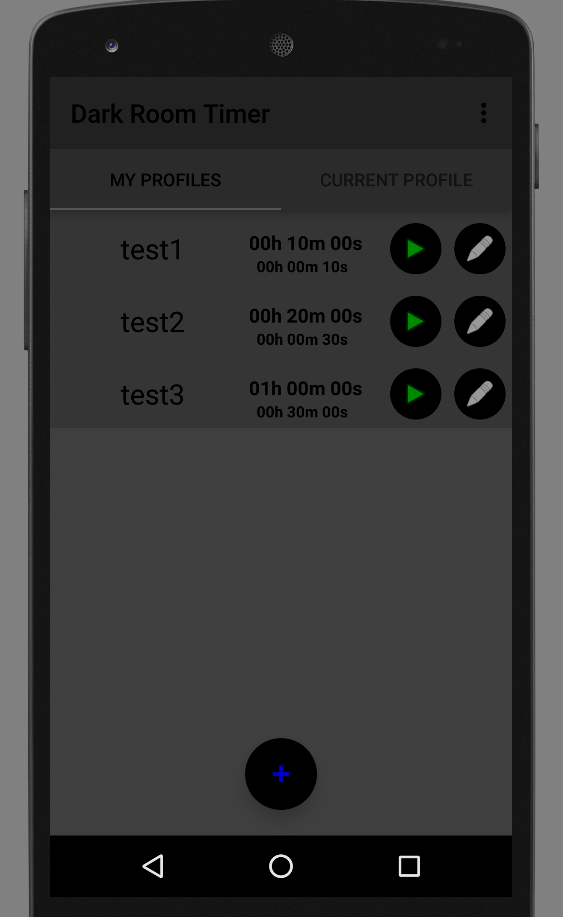 Dark Room Timer
MY PROFILES CURRENT PROFILE
test1 00h 10m 00s
00h 00m 10s
test2 00h 20m 00s
00h 00m 30s
test3 01h 00m 00s
00h 30m 00s